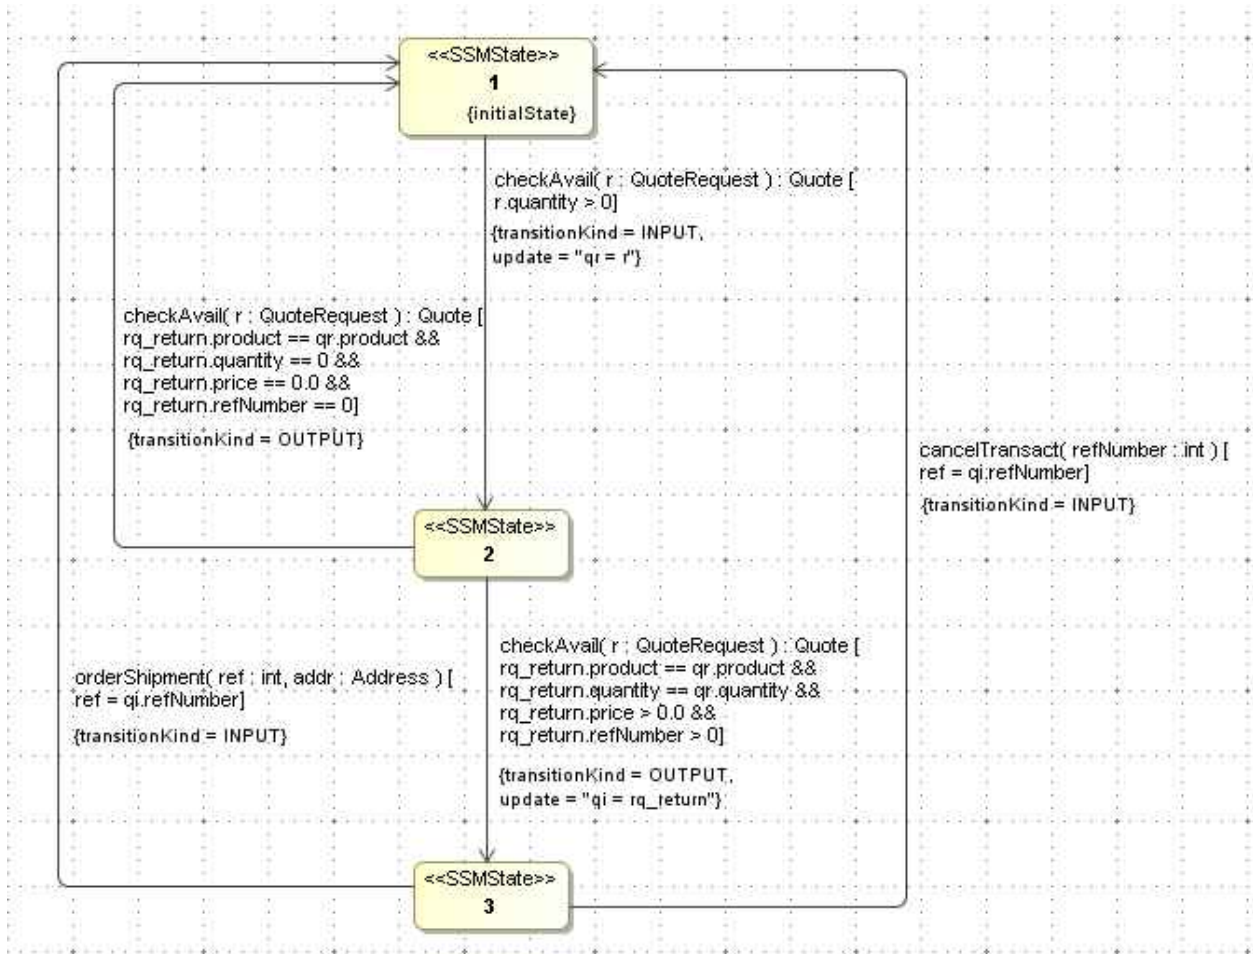 <<SSMState>>
1
{initialState}
checkAvail( r : QuoteRequest ) : Quote [
r.quantity > 0]
{transitionKind = INPUT,
update = "qr = r"}
checkAvail( r : QuoteRequest ) : Quote [
rq_return.product == qr.product &&
rq_return.quantity == 0 &&
rq_return.price == 0.0 &&
rq_return.refNumber == 0]
{transitionKind = OUTPUT}
cancelTransact( refNumber : int ) [
ref = qi.refNumber]
{transitionKind = INPUT}
<<SSMState>>
2
checkAvail( r : QuoteRequest ) : Quote [
rq_return.product == qr.product &&
rq_return.quantity == qr.quantity &&
rq_return.price > 0.0 &&
rq_return.refNumber > 0]
{transitionKind = OUTPUT,
update = "qi = rq_return"}
orderShipment( ref : int, addr : Address ) [
ref = qi.refNumber]
{transitionKind = INPUT}
<<SSMState>>
3